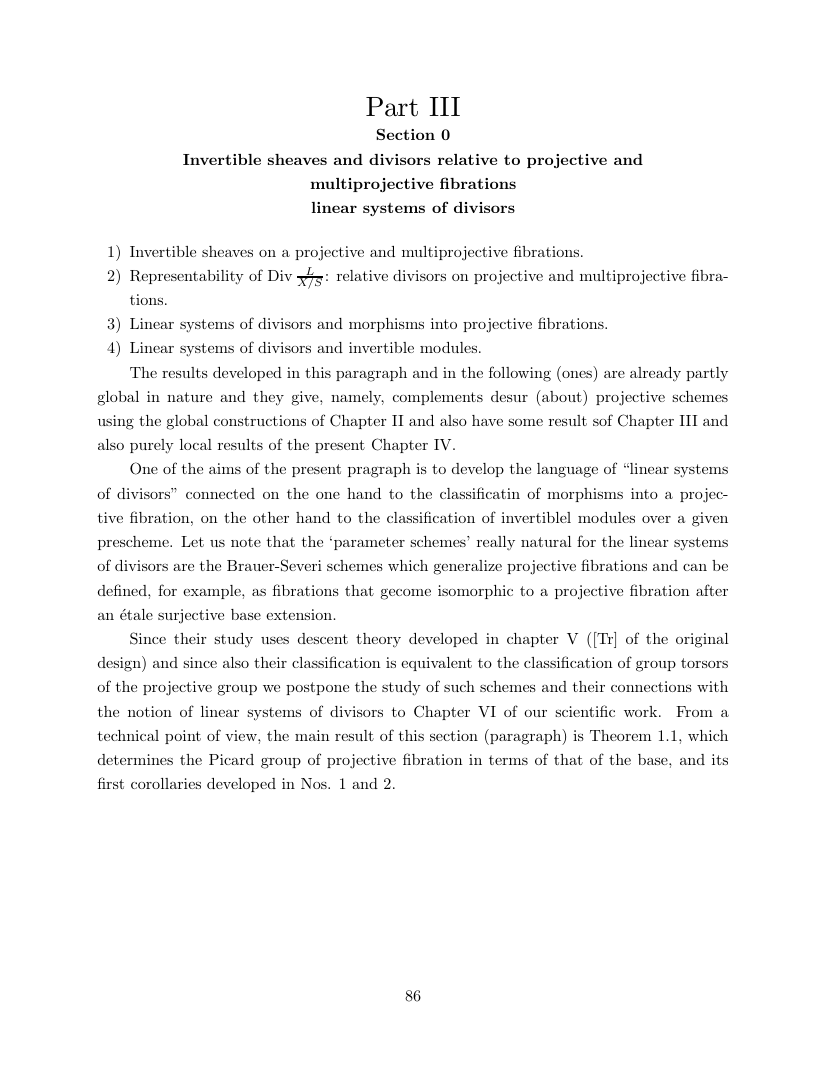 Part III
Section 0
Invertible sheaves and divisors relative to projective and
multiprojective fibrations
linear systems of divisors
1) Invertible sheaves on a projective and multiprojective fibrations.
2) Representability of Div L/X/S: relative divisors on projective and multiprojective fibra-
tions.
3) Linear systems of divisors and morphisms into projective fibrations.
4) Linear systems of divisors and invertible modules.
The results developed in this paragraph and in the following (ones) are already partly
global in nature and they give, namely, complements desur (about) projective schemes
using the global constructions of Chapter II and also have some result sof Chapter III and
also purely local results of the present Chapter IV.
One of the aims of the present pragraph is to develop the language of “linear systems
of divisors” connected on the one hand to the classificatin of morphisms into a projec-
tive fibration, on the other hand to the classification of invertiblel modules over a given
prescheme. Let us note that the ‘parameter schemes’ really natural for the linear systems
of divisors are the Brauer-Severi schemes which generalize projective fibrations and can be
defined, for example, as fibrations that gecome isomorphic to a projective fibration after
an étale surjective base extension.
Since their study uses descent theory developed in chapter V ([Tr] of the original
design) and since also their classification is equivalent to the classification of group torsors
of the projective group we postpone the study of such schemes and their connections with
the notion of linear systems of divisors to Chapter VI of our scientific work. From a
technical point of view, the main result of this section (paragraph) is Theorem 1.1, which
determines the Picard group of projective fibration in terms of that of the base, and its
first corollaries developed in Nos. 1 and 2.
86